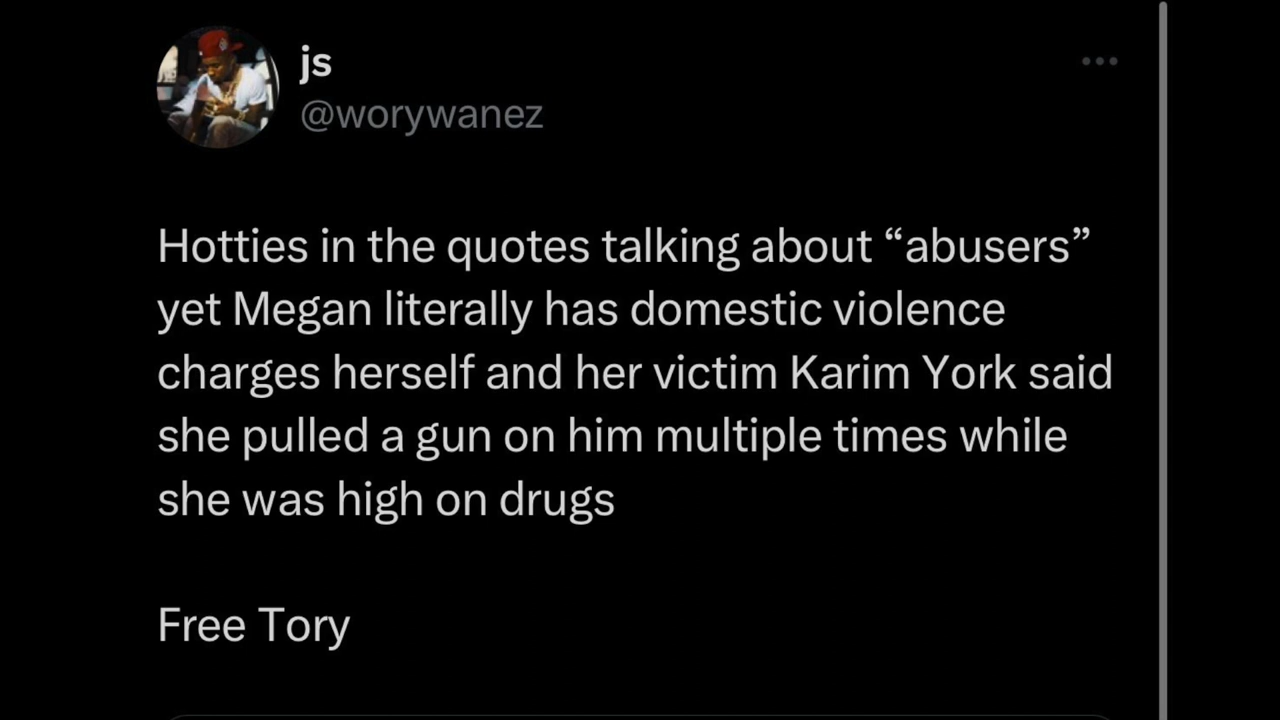 js
@worywanez
Hotties in the quotes talking about “abusers”
yet Megan literally has domestic violence
charges herself and her victim Karim York said
she pulled a gun on him multiple times while
she was high on drugs
Free Tory